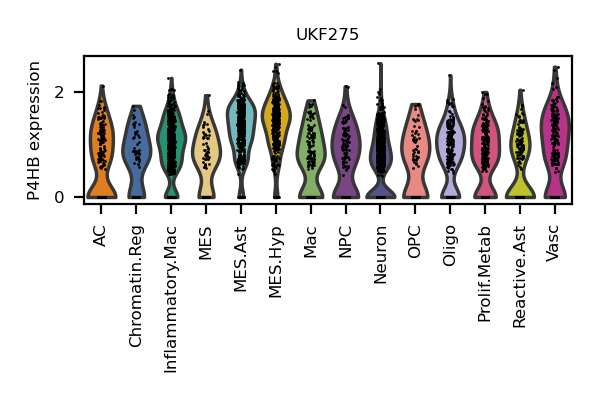 UKF275
P4HB expression
2
0
AC
Chromatin.Reg
Inflammatory.Mac
MES
MES.Ast
MES.Hyp
Mac
NPC
Neuron
OPC
Oligo
Prolif.Metab
Reactive.Ast
Vasc